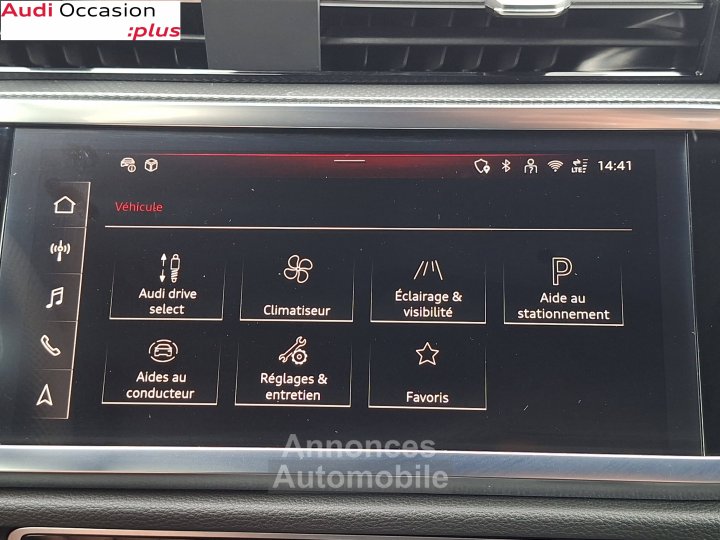 Audi Occasion
:plus
LTE 14:41
Véhicule
Audi drive
select
Climatiseur
Éclairage &
visibilité
P
Aide au
stationnement
Aides au
conducteur
Réglages &
entretien
Favoris
Annonces
Automobile